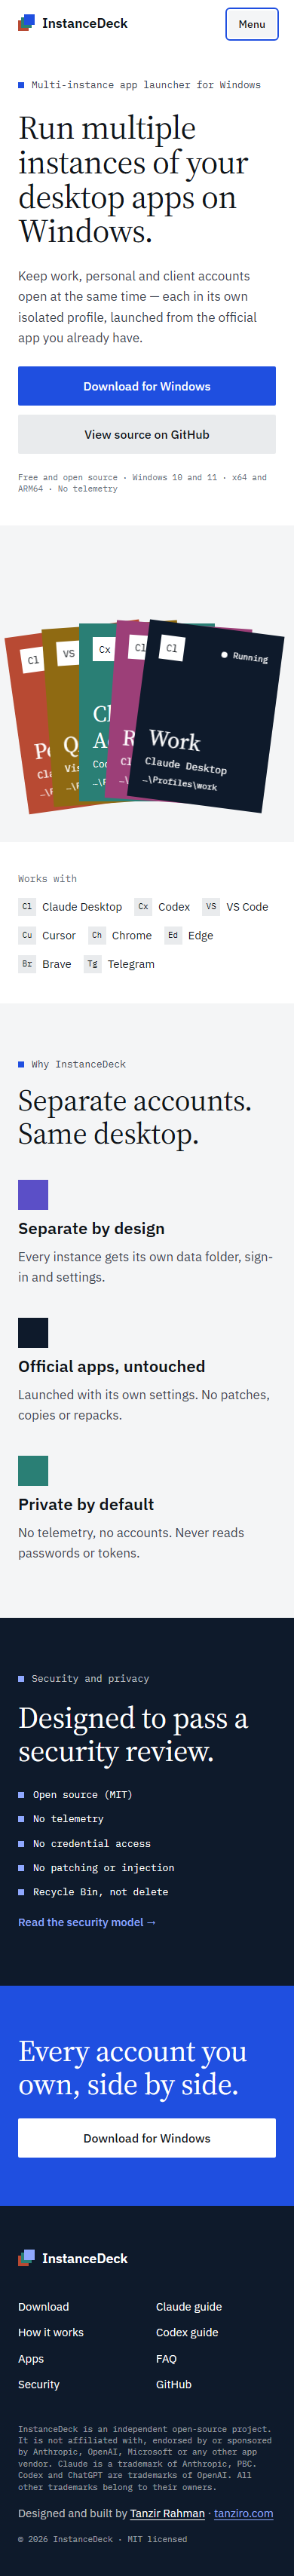 InstanceDeck
Menu
Multi-instance app launcher for Windows
Run multiple
instances of your
desktop apps on
Windows.
Keep work, personal and client accounts
open at the same time — each in its own
isolated profile, launched from the official
app you already have.
Download for Windows
View source on GitHub
Free and open source · Windows 10 and 11 · x64 and
ARM64 · No telemetry
Cl
VS
Cx
Cl
Cl
Running
Work
Claude Desktop
…\Profiles\work
Works with
Cl Claude Desktop Cx Codex VS VS Code
Cu Cursor Ch Chrome Ed Edge
Br Brave Tg Telegram
Why InstanceDeck
Separate accounts.
Same desktop.
Separate by design
Every instance gets its own data folder, sign-
in and settings.
Official apps, untouched
Launched with its own settings. No patches,
copies or repacks.
Private by default
No telemetry, no accounts. Never reads
passwords or tokens.
Security and privacy
Designed to pass a
security review.
Open source (MIT)
No telemetry
No credential access
No patching or injection
Recycle Bin, not delete
Read the security model →
Every account you
own, side by side.
Download for Windows
InstanceDeck
Download Claude guide
How it works Codex guide
Apps FAQ
Security GitHub
InstanceDeck is an independent open-source project.
It is not affiliated with, endorsed by or sponsored
by Anthropic, OpenAI, Microsoft or any other app
vendor. Claude is a trademark of Anthropic, PBC.
Codex and ChatGPT are trademarks of OpenAI. All
other trademarks belong to their owners.
Designed and built by Tanzir Rahman · tanziro.com
© 2026 InstanceDeck · MIT licensed